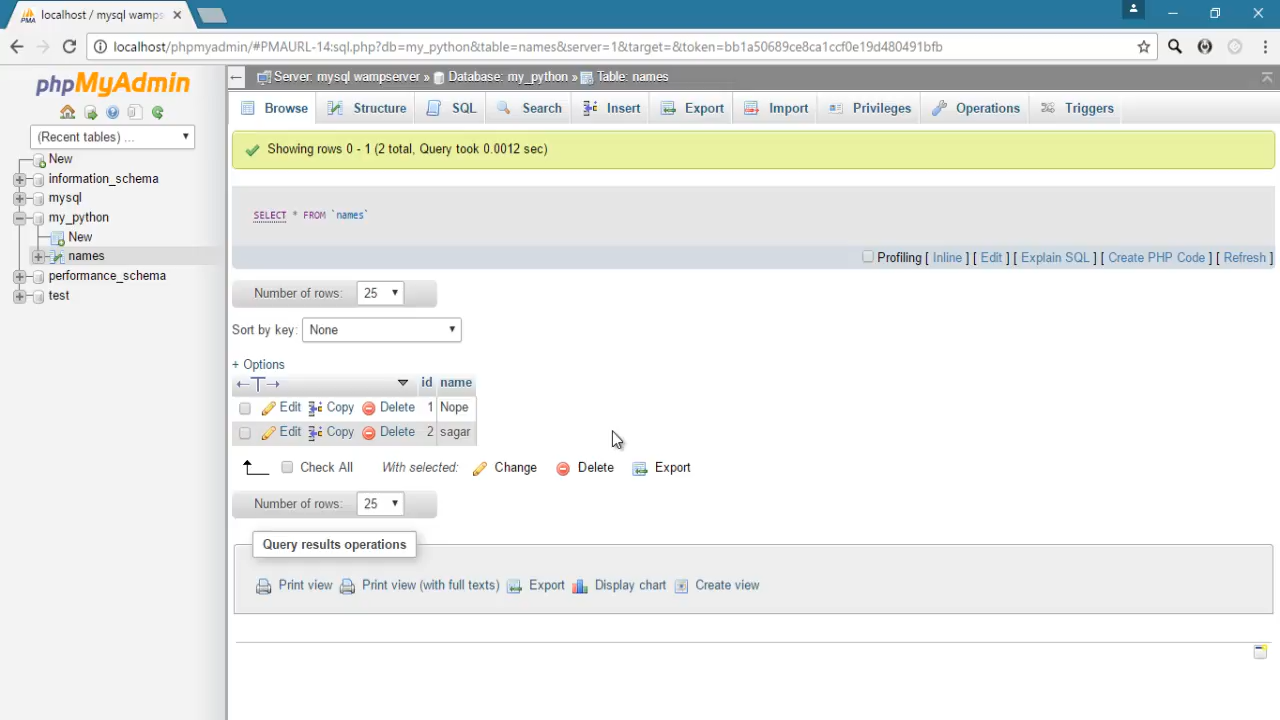 localhost / mysql wamps
localhost/phpmyadmin/#PMAURL-14:sql.php?db=my_python&table=names&server=1&target=&token=bb1a50689ce8ca1ccf0e19d480491bfb
phpMyAdmin
(Recent tables) ...
New
information_schema
mysql
my_python
New
names
performance_schema
test
Server: mysql wampserver » Database: my_python » Table: names
Browse Structure SQL Search Insert Export Import Privileges Operations Triggers
Showing rows 0 - 1 (2 total, Query took 0.0012 sec)
SELECT * FROM `names`
Profiling [ Inline ] [ Edit ] [ Explain SQL ] [ Create PHP Code ] [ Refresh ]
Number of rows: 25
Sort by key: None
+ Options
←T→ id name
Edit Copy Delete 1 Nope
Edit Copy Delete 2 sagar
Check All With selected: Change Delete Export
Number of rows: 25
Query results operations
Print view Print view (with full texts) Export Display chart Create view